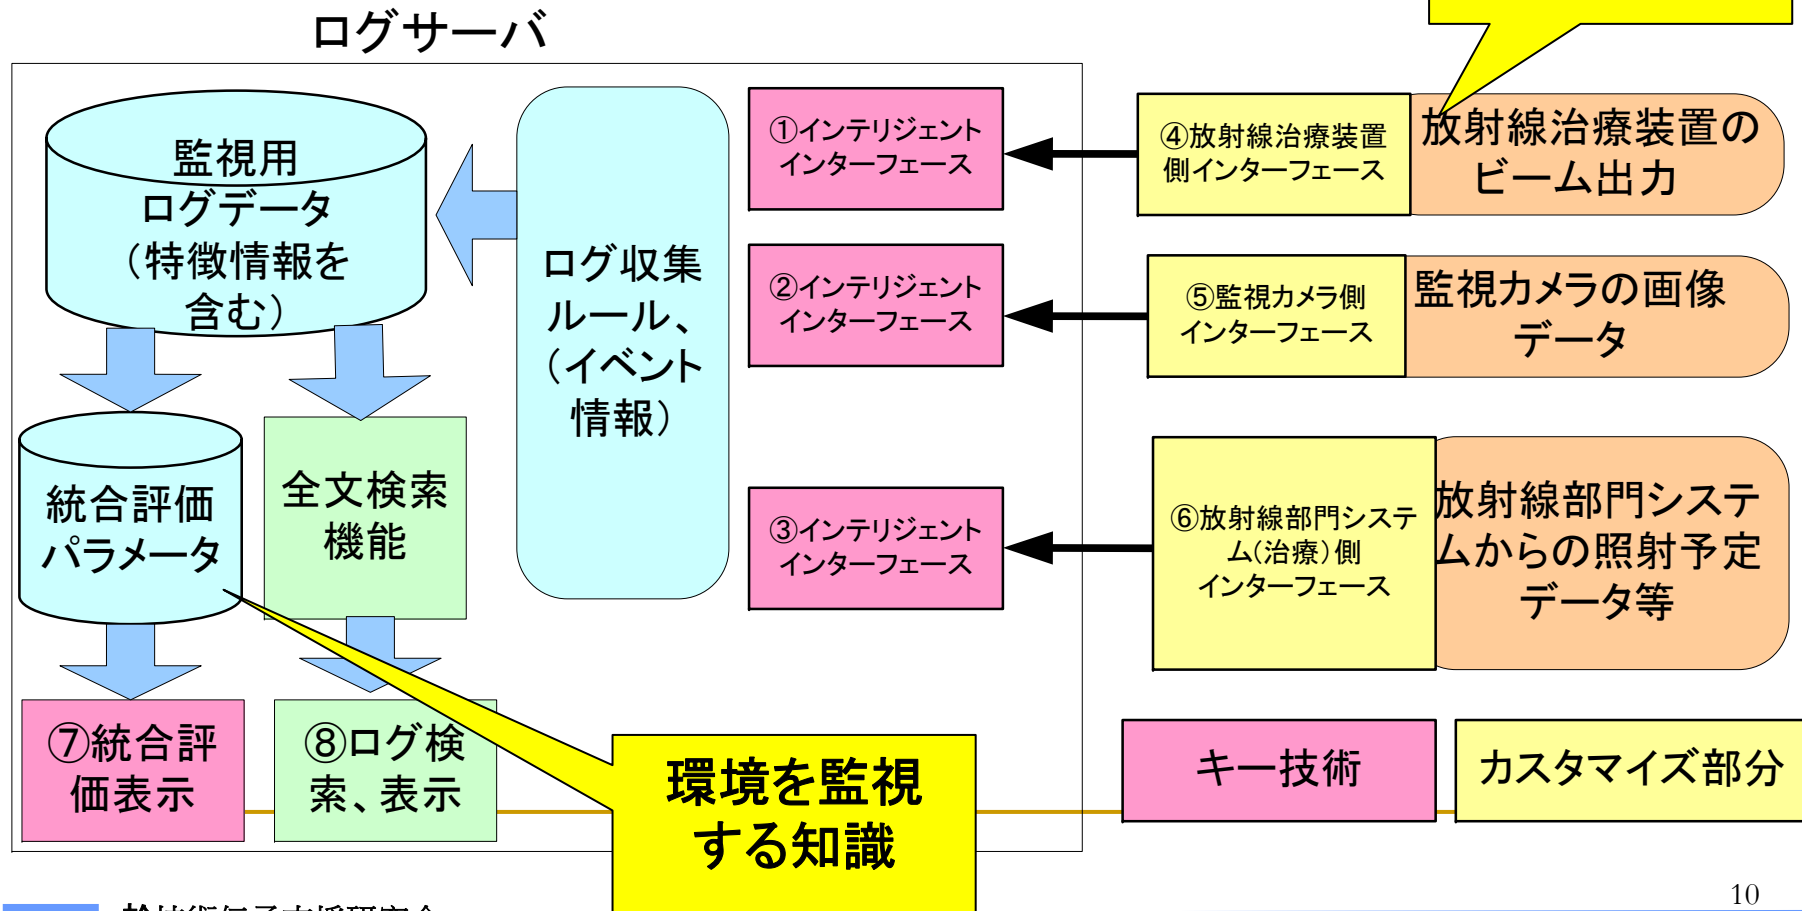 ログサーバ
監視用
ログデータ
（特徴情報を
含む）
ログ収集
ルール、
（イベント
情報）
①インテリジェント
インターフェース
④放射線治療装置
側インターフェース
放射線治療装置の
ビーム出力
②インテリジェント
インターフェース
⑤監視カメラ側
インターフェース
監視カメラの画像
データ
統合評価
パラメータ
全文検索
機能
③インテリジェント
インターフェース
⑥放射線部門システ
ム(治療）側
インターフェース
放射線部門システ
ムからの照射予定
データ等
⑦統合評
価表示
⑧ログ検
索、表示
環境を監視
する知識
キー技術
カスタマイズ部分
10